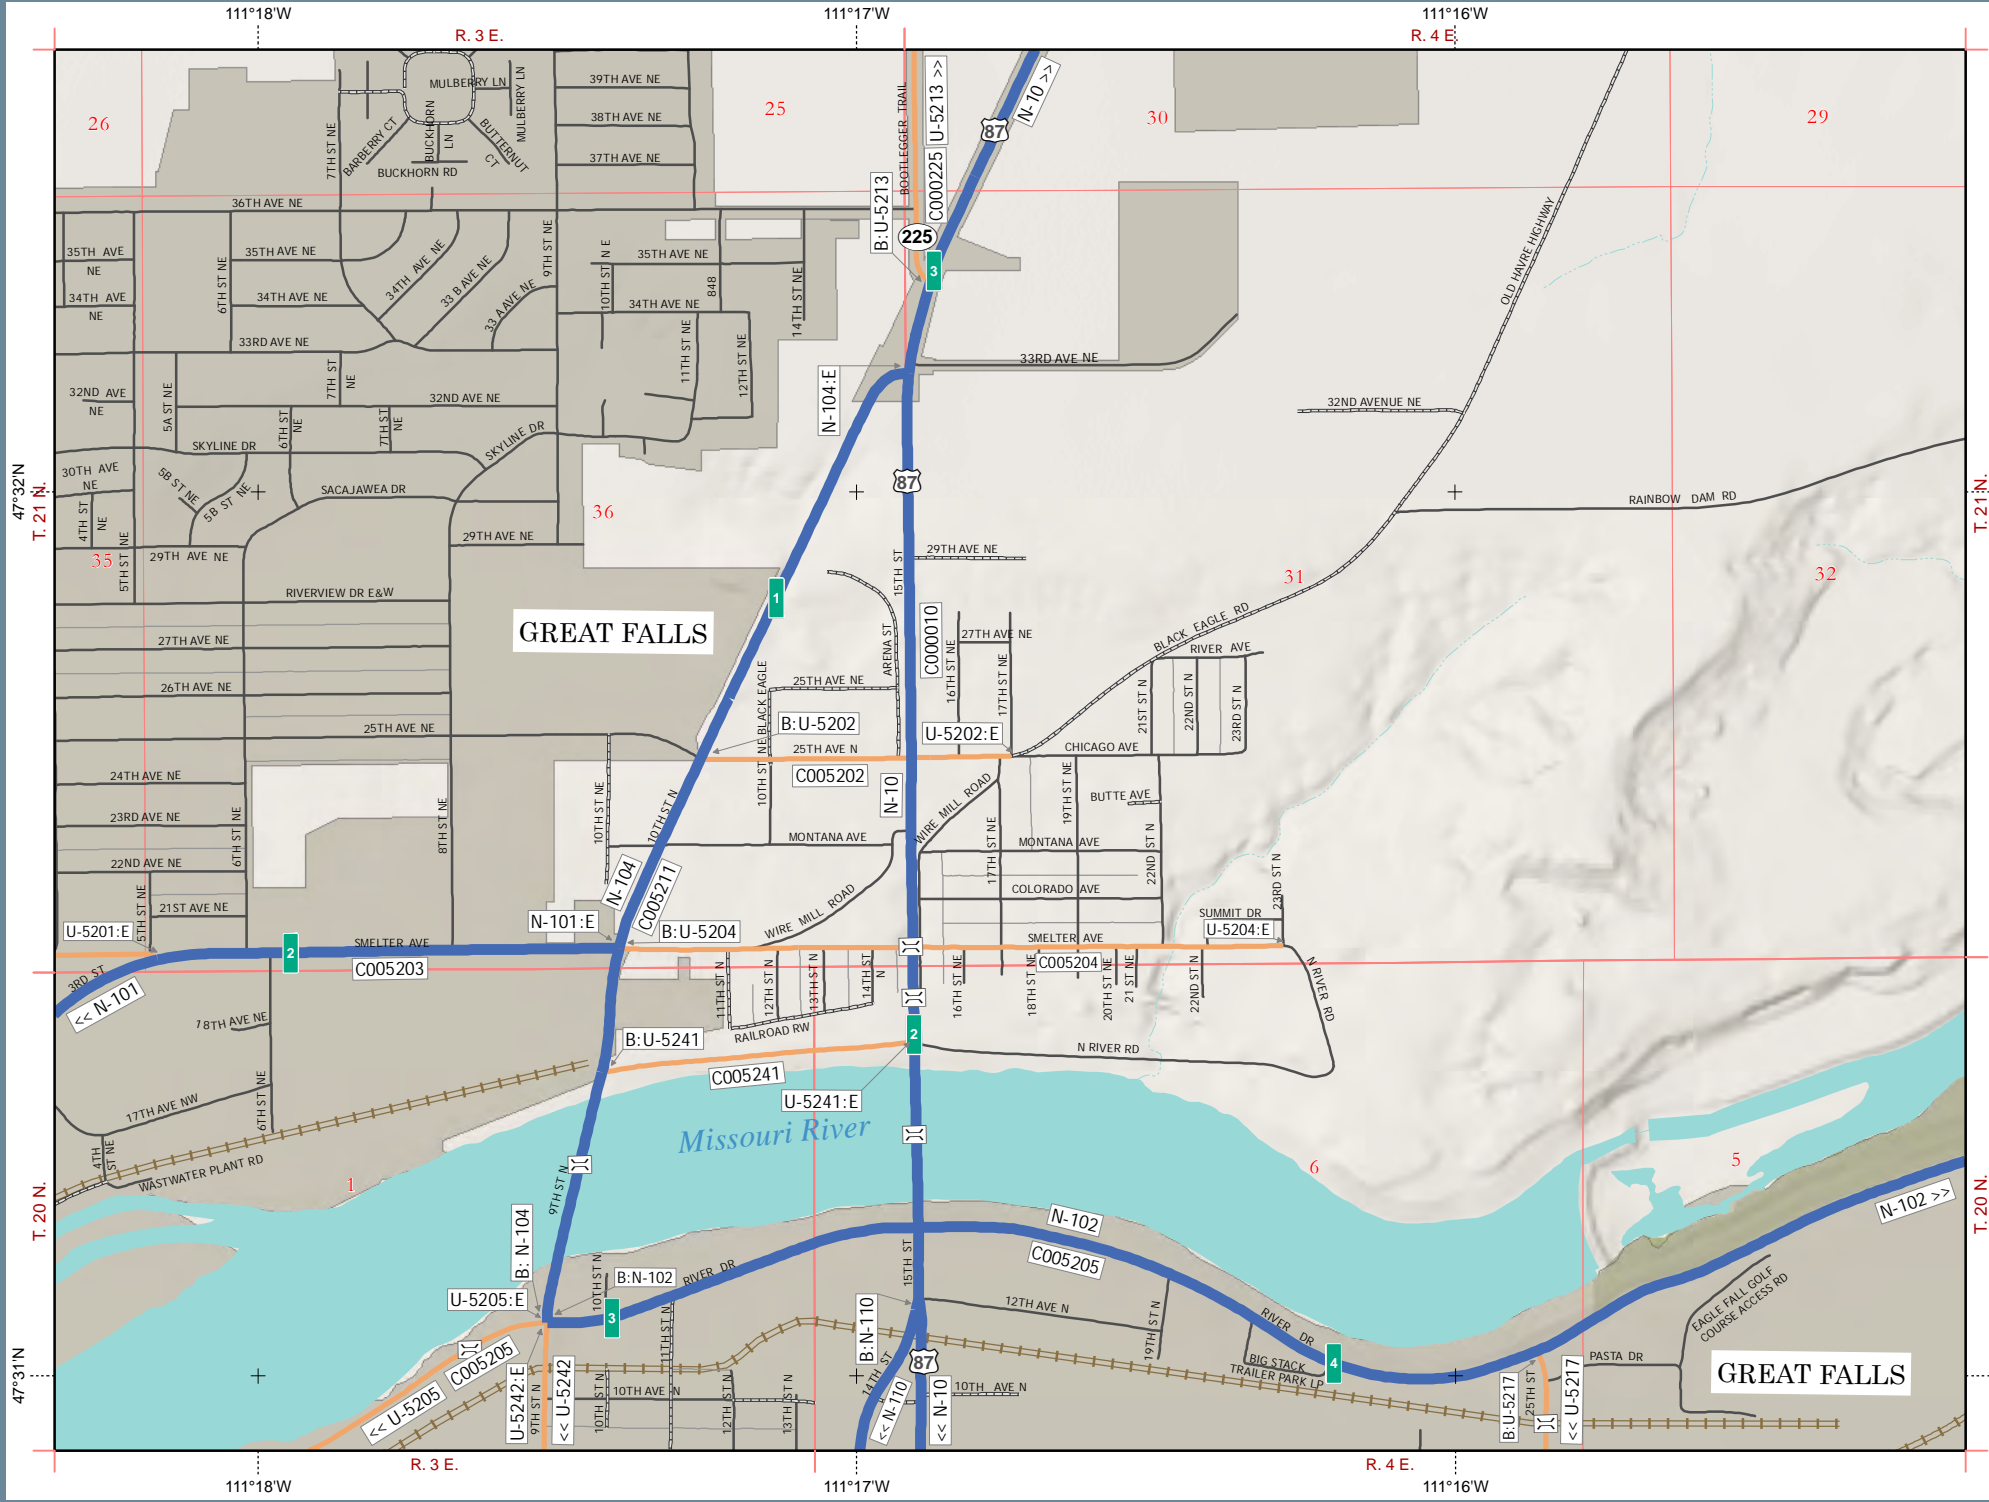 111°18'W
111°17'W
111°16'W
R. 3 E.
R. 4 E.
26
25
30
29
MULBERRY LN
MULBERRY LN
7TH ST NE
BARBERRY CT
BUCKHORN
LN
BUTTERNUT
CT
BUCKHORN RD
39TH AVE NE
38TH AVE NE
37TH AVE NE
36TH AVE NE
BOOTLEGGER TRAIL
U-5213 >>
C000225
B:U-5213
N-10 >>
87
225
3
35TH AVE
NE
34TH AVE
NE
6TH ST NE
35TH AVE NE
34TH AVE NE
34TH AVE NE
33 B AVE NE
33 A AVE NE
9TH ST NE
10TH ST N E
35TH AVE NE
848
14TH ST NE
34TH AVE NE
33RD AVE NE
11TH ST NE
12TH ST NE
33RD AVE NE
OLD HAVRE HIGHWAY
32ND AVE
NE
5A ST NE
7TH ST
NE
32ND AVE NE
6TH ST
NE
7TH ST
NE
N-104:E
32ND AVENUE NE
SKYLINE DR
SKYLINE DR
30TH AVE
NE
5B ST NE
5B ST NE
SACAJAWEA DR
87
47°32'N
T. 21 N.
T. 21 N.
RAINBOW DAM RD
4TH ST
NE
36
29TH AVE NE
29TH AVE NE
5TH ST NE
35
15TH ST
29TH AVE NE
31
32
RIVERVIEW DR E&W
1
GREAT FALLS
27TH AVE NE
26TH AVE NE
25TH AVE NE
ARENA ST
C000010
16TH ST NE
27TH AVE NE
17TH ST NE
BLACK EAGLE RD
RIVER AVE
21ST ST N
22ND ST N
23RD ST N
10TH ST NE BLACK EAGLE
25TH AVE NE
B:U-5202
U-5202:E
25TH AVE N
C005202
CHICAGO AVE
N-10
24TH AVE NE
23RD AVE NE
22ND AVE NE
6TH ST NE
8TH ST NE
10TH ST NE
10TH ST N
MONTANA AVE
WIRE MILL ROAD
19TH ST NE
BUTTE AVE
17TH ST NE
MONTANA AVE
22ND ST N
COLORADO AVE
23RD ST N
N-104
C005211
WIRE MILL ROAD
5TH ST NE
21ST AVE NE
U-5201:E
N-101:E
B:U-5204
SUMMIT DR
U-5204:E
2
SMELTER AVE
C005203
SMELTER AVE
C005204
3RD ST
<< N-101
11TH ST N
12TH ST N
13TH ST N
14TH ST
N
16TH ST NE
18TH ST NE
20TH ST NE
21 ST NE
22ND ST N
N RIVER RD
18TH AVE NE
B:U-5241
RAILROAD RW
2
N RIVER RD
C005241
U-5241:E
17TH AVE NW
6TH ST NE
4TH
ST NE
WASTWATER PLANT RD
1
Missouri River
6
5
T. 20 N.
T. 20 N.
9TH ST N
B: N-104
N-102
C005205
N-102 >>
U-5205:E
B:N-102
10TH ST N
RIVER DR
15TH ST
3
11TH ST N
B:N-110
12TH AVE N
19TH ST N
RIVER DR
EAGLE FALL GOLF
COURSE ACCESS RD
BIG STACK
TRAILER PARK LP
4
PASTA DR
GREAT FALLS
47°31'N
C005205
<< U-5205
U-5242:E
9TH ST N
<< U-5242
10TH ST N
10TH AVE N
12TH ST N
13TH ST N
14TH ST
<< N-110
87
<< N-10
10TH AVE N
B:U-5217
25TH ST
<< U-5217
R. 3 E.
R. 4 E.
111°18'W
111°17'W
111°16'W